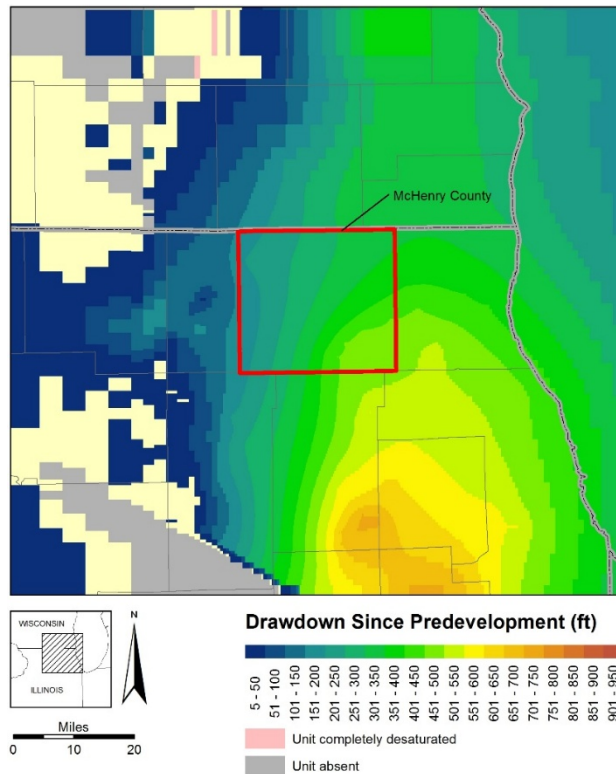 McHenry County
WISCONSIN
ILLINOIS
N
Miles
0 10 20
Drawdown Since Predevelopment (ft)
5 - 50
51 - 100
101 - 150
151 - 200
201 - 250
251 - 300
301 - 350
351 - 400
401 - 450
451 - 500
501 - 550
551 - 600
601 - 650
651 - 700
701 - 750
751 - 800
801 - 850
851 - 900
901 - 950
Unit completely desaturated
Unit absent